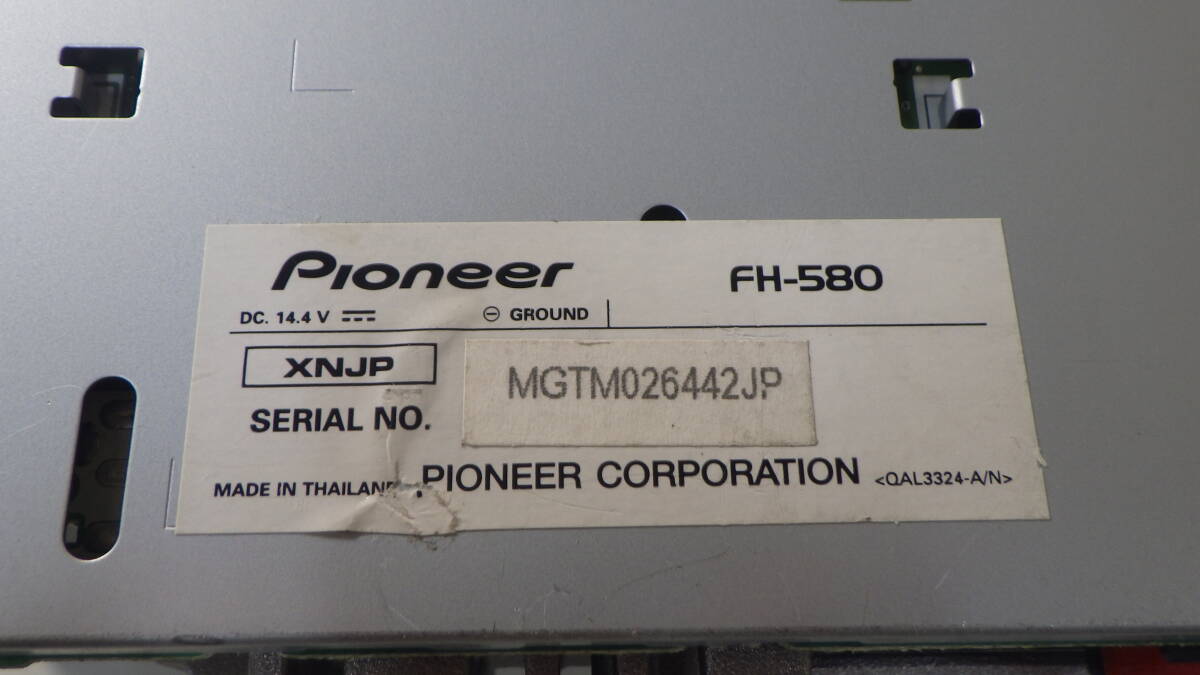 Pioneer FH-580
DC. 14.4 V ⎓ ⊖ GROUND
XNJP
SERIAL NO. MGTM026442JP
MADE IN THAILAND PIONEER CORPORATION <QAL3324-A/N>